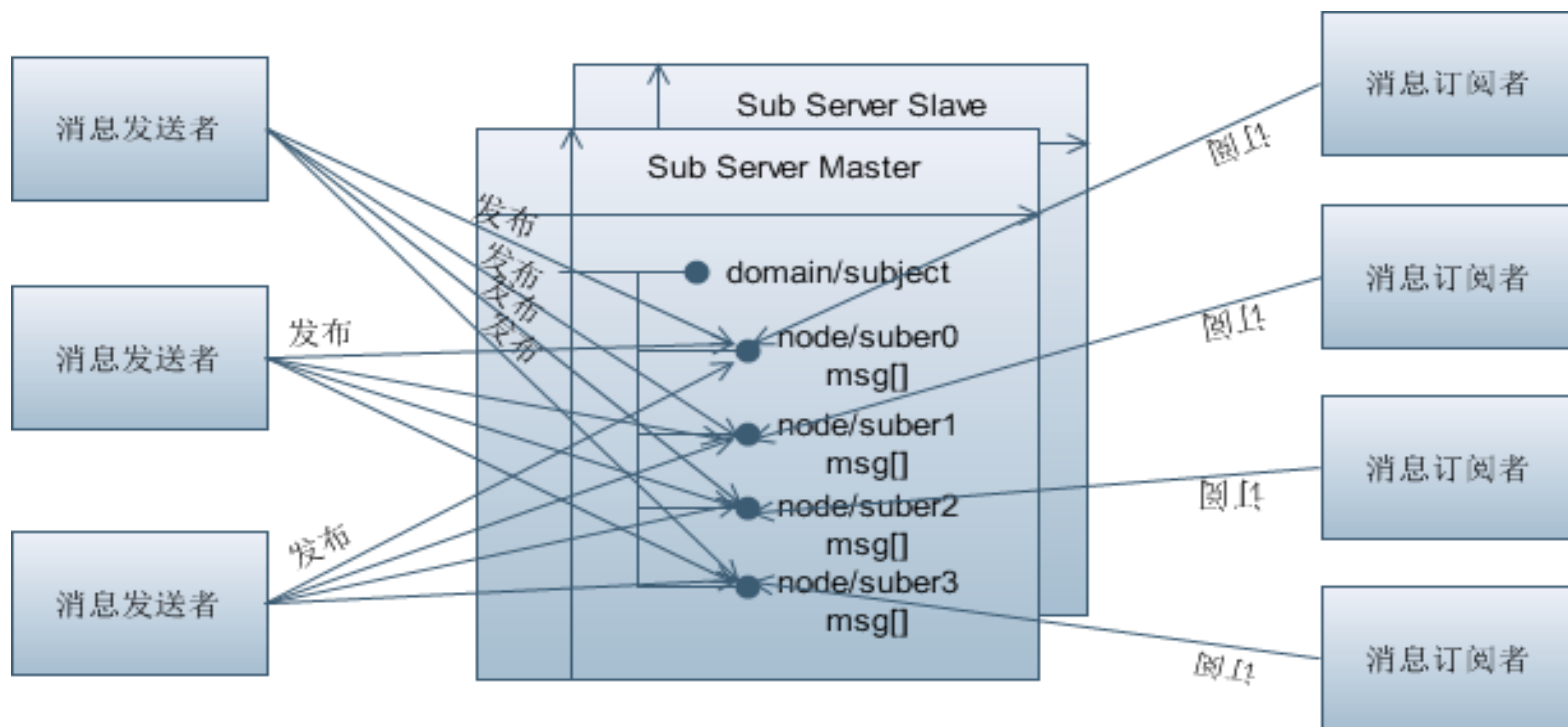 消息发送者
消息发送者
消息发送者
发布
发布
发布
发布
发布
发布
Sub Server Slave
Sub Server Master
domain/subject
node/suber0
msg[]
node/suber1
msg[]
node/suber2
msg[]
node/suber3
msg[]
订阅
订阅
订阅
订阅
消息订阅者
消息订阅者
消息订阅者
消息订阅者